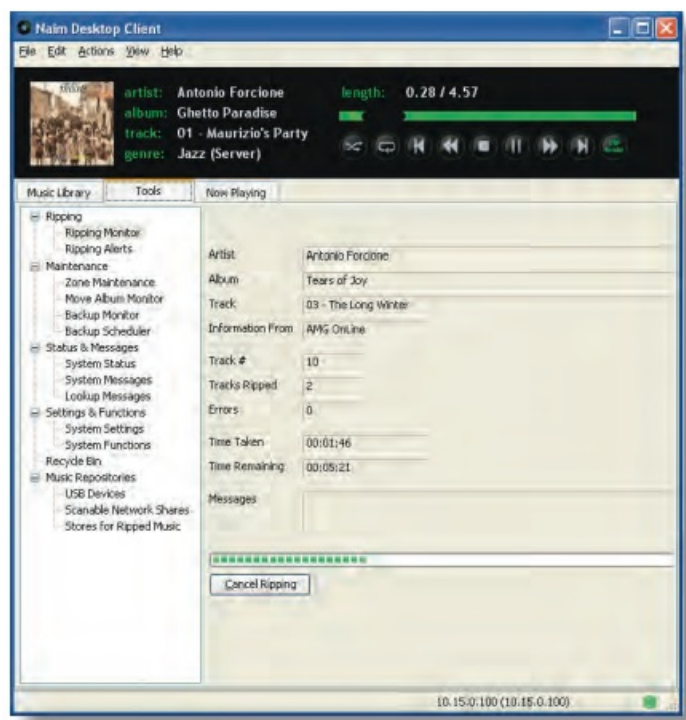 Naim Desktop Client
File Edit Actions View Help
artist: Antonio Forcione
album: Ghetto Paradise
track: 01 - Maurizio's Party
genre: Jazz (Server)
length: 0.28 / 4.57
Music Library Tools Now Playing
Ripping
Ripping Monitor
Ripping Alerts
Maintenance
Zone Maintenance
Move Album Monitor
Backup Monitor
Backup Scheduler
Status & Messages
System Status
System Messages
Lookup Messages
Settings & Functions
System Settings
System Functions
Recycle Bin
Music Repositories
USB Devices
Scanable Network Shares
Stores for Ripped Music
Artist Antonio Forcione
Album Tears of Joy
Track 03 - The Long Winter
Information From AMG OnLine
Track # 10
Tracks Ripped 2
Errors 0
Time Taken 00:01:46
Time Remaining 00:05:21
Messages
Cancel Ripping
10.15.0.100 (10.15.0.100)